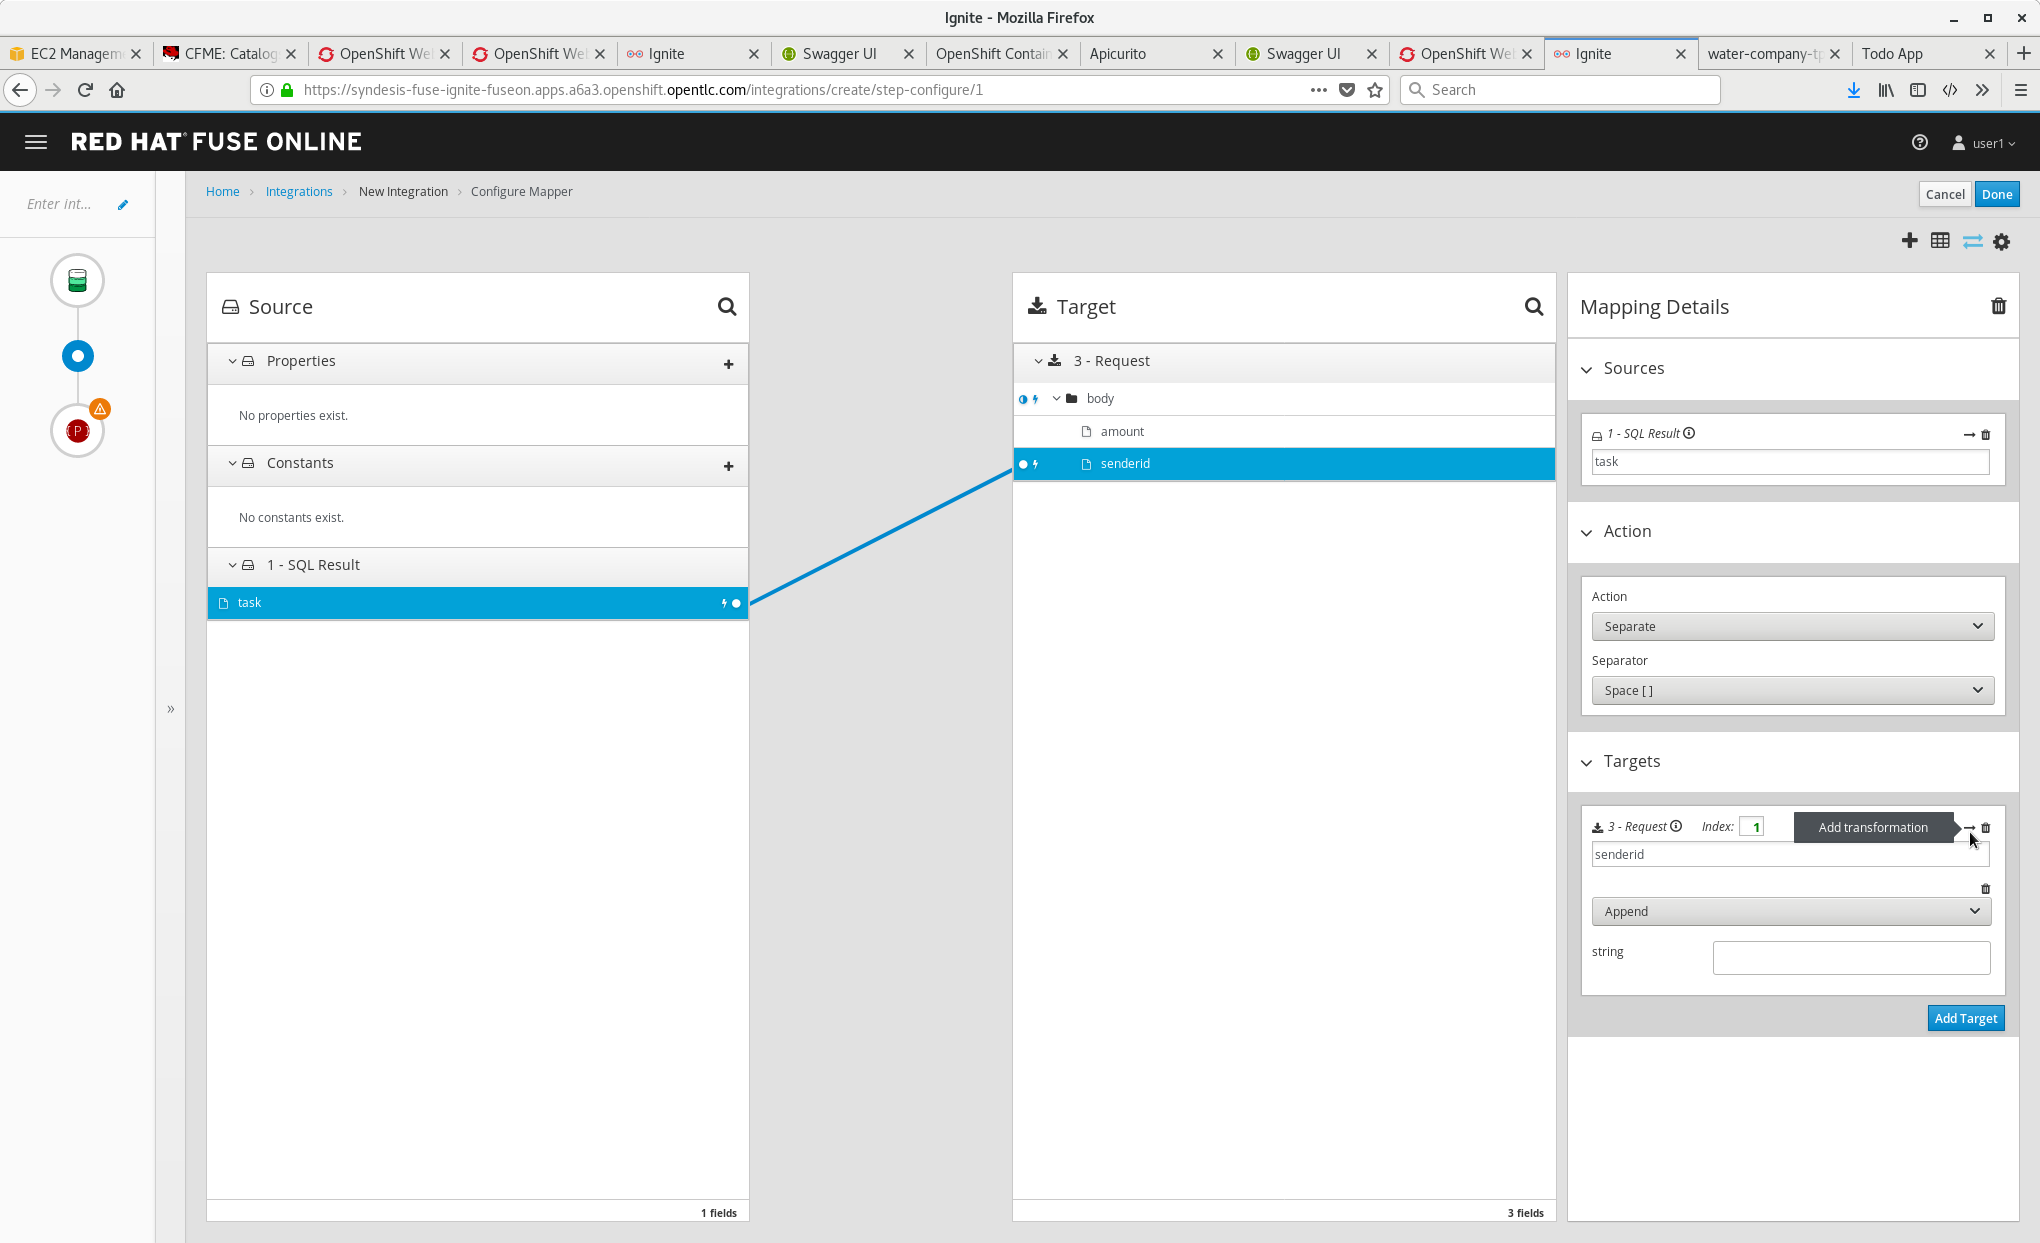 Ignite - Mozilla Firefox
EC2 Managem
CFME: Catalog
OpenShift We
OpenShift We
Ignite
Swagger UI
OpenShift Contain
Apicurito
Swagger UI
OpenShift We
Ignite
water-company-tp
Todo App
https://syndesis-fuse-ignite-fuseon.apps.a6a3.openshift.opentlc.com/integrations/create/step-configure/1
Search
RED HAT FUSE ONLINE
user1
Enter int...
Home > Integrations > New Integration > Configure Mapper
Cancel
Done
Source
Properties
No properties exist.
Constants
No constants exist.
1 - SQL Result
task
1 fields
Target
3 - Request
body
amount
senderid
3 fields
Mapping Details
Sources
1 - SQL Result
task
Action
Action
Separate
Separator
Space [ ]
Targets
3 - Request Index: 1
Add transformation
senderid
Append
string
Add Target
P
»